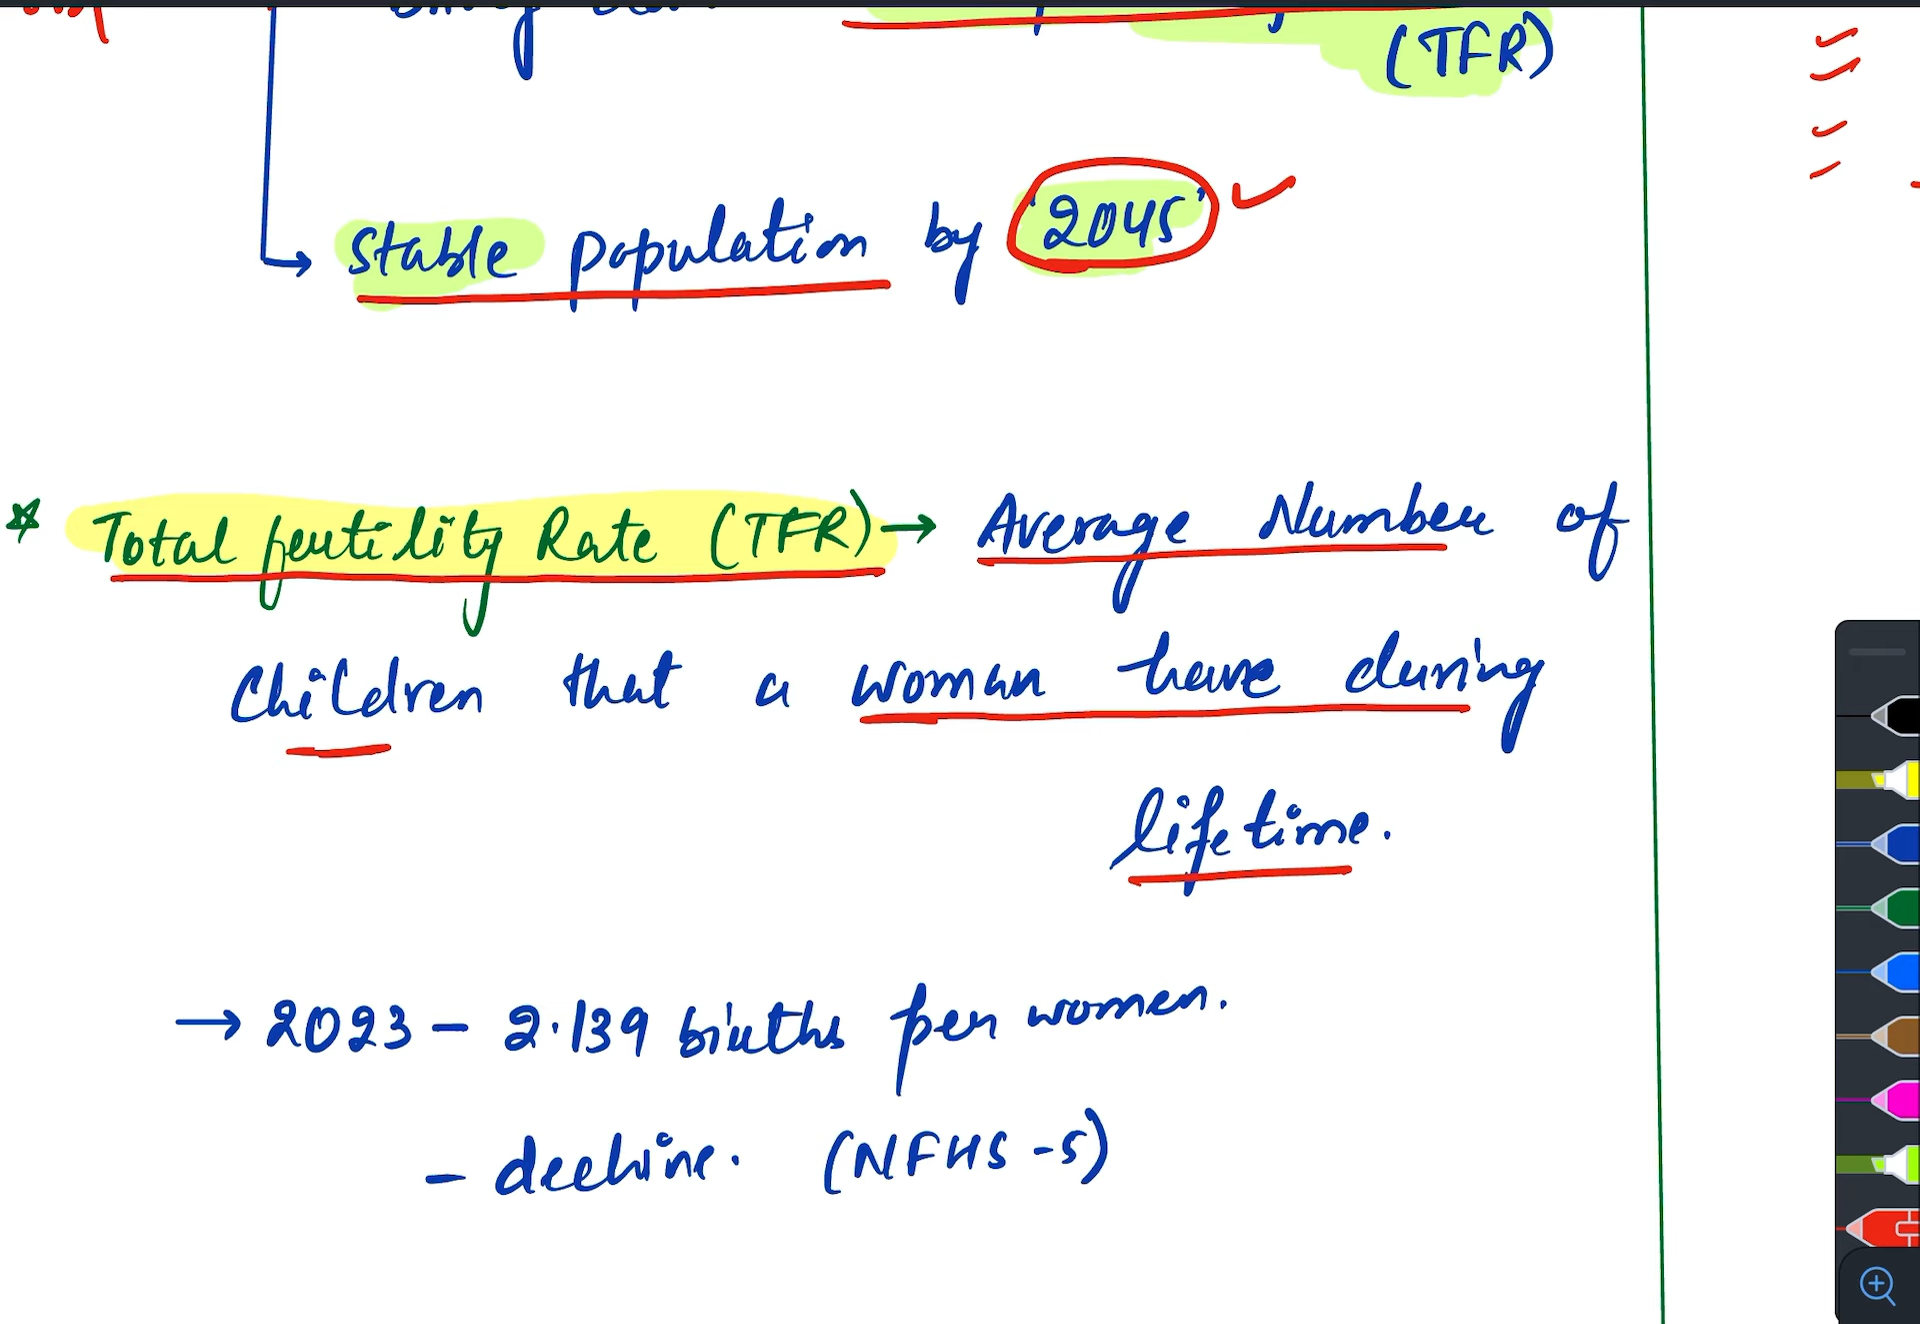 (TFR)
Stable population by '2045'
* Total fertility Rate (TFR) → Average Number of
Children that a woman have during
lifetime.
→ 2023 - 2.139 births per women.
- decline. (NFHS-5)